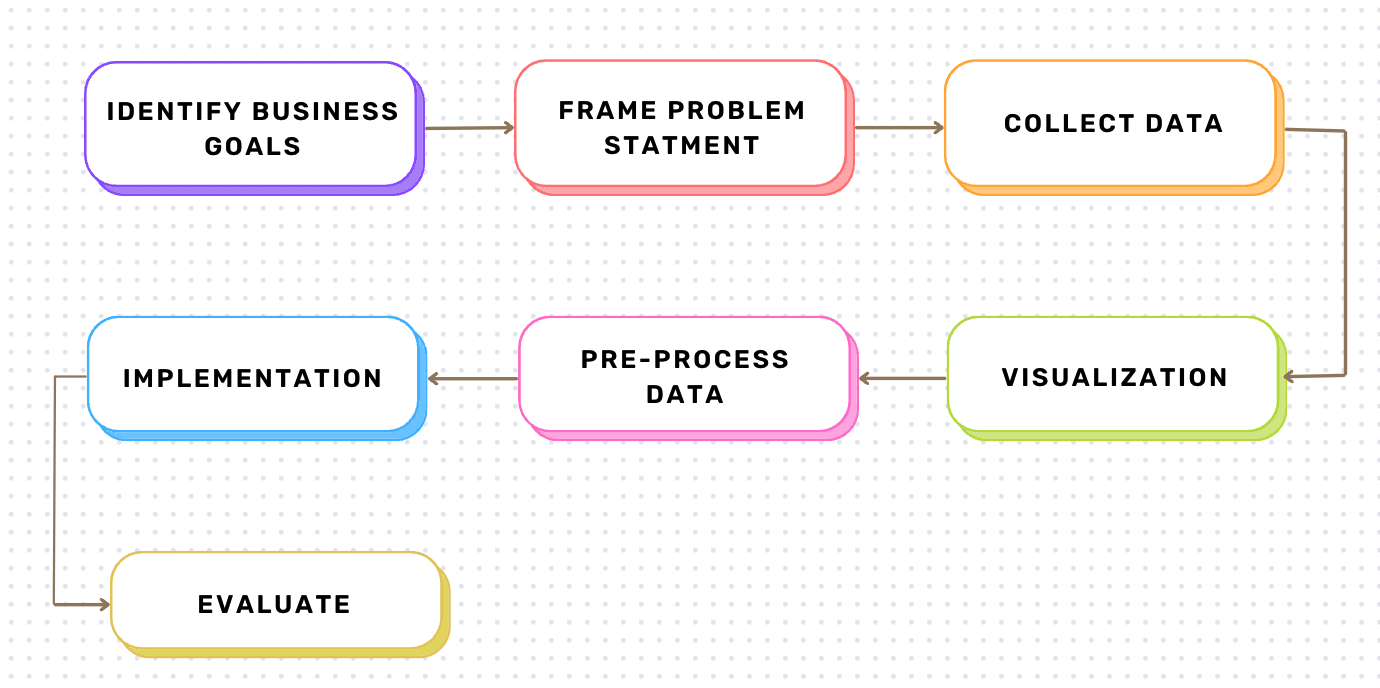 IDENTIFY BUSINESS
GOALS
FRAME PROBLEM
STATMENT
COLLECT DATA
VISUALIZATION
PRE-PROCESS
DATA
IMPLEMENTATION
EVALUATE